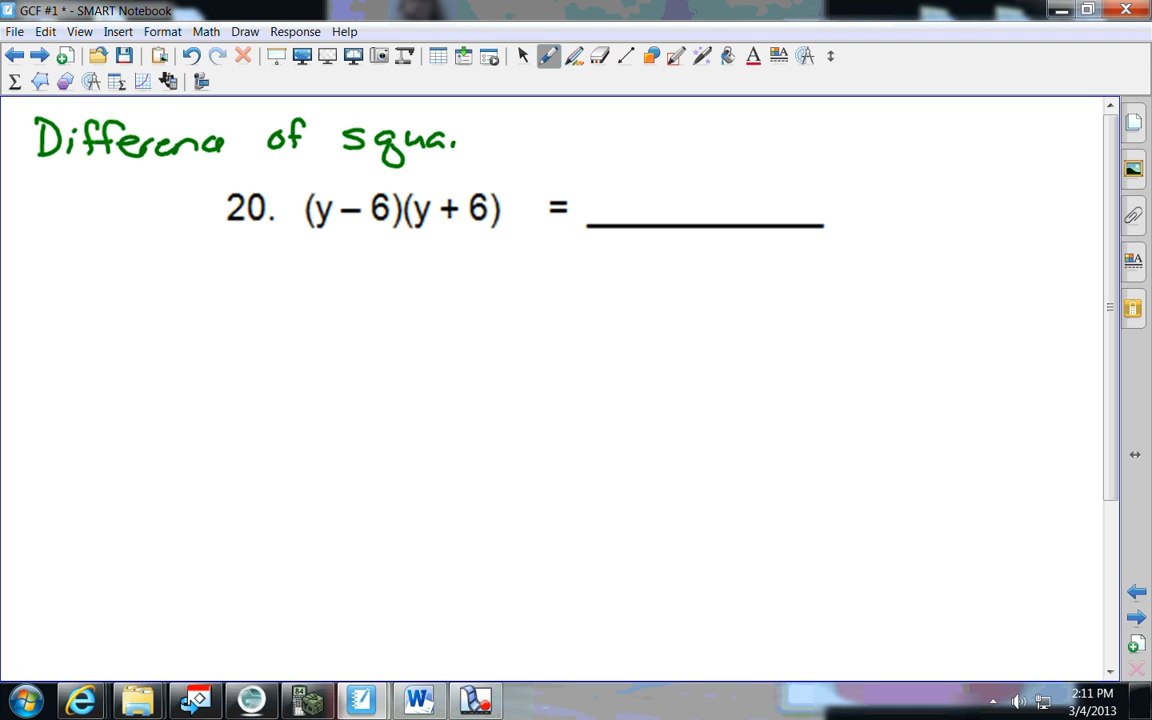 GCF #1 * - SMART Notebook
File Edit View Insert Format Math Draw Response Help
Difference of squa.
20. (y – 6)(y + 6) = ____________
2:11 PM
3/4/2013